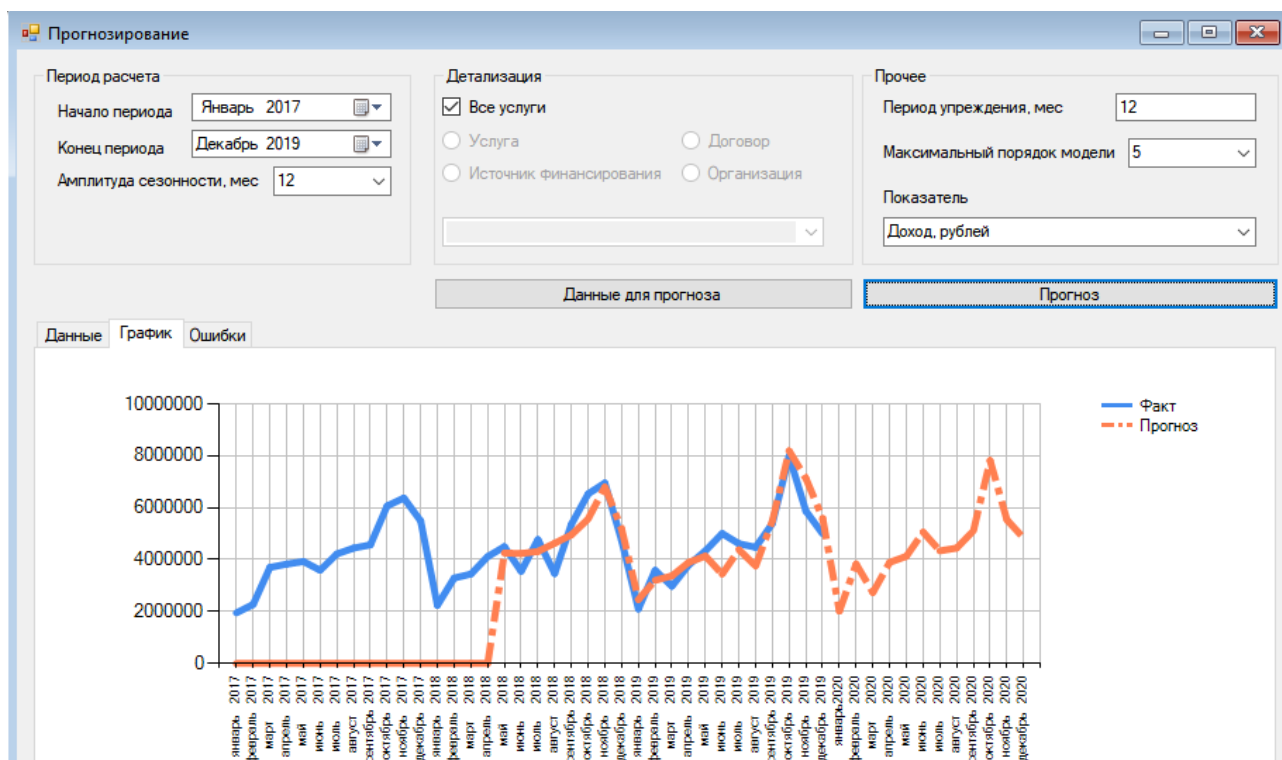 Прогнозирование
Период расчета
Начало периода
Январь 2017
Конец периода
Декабрь 2019
Амплитуда сезонности, мес
12
Детализация
Все услуги
Услуга
Договор
Источник финансирования
Организация
Прочее
Период упреждения, мес
12
Максимальный порядок модели
5
Показатель
Доход, рублей
Данные для прогноза
Прогноз
Данные
График
Ошибки
10000000
8000000
6000000
4000000
2000000
0
Факт
Прогноз
январь 2017
февраль 2017
март 2017
апрель 2017
май 2017
июнь 2017
июль 2017
август 2017
сентябрь 2017
октябрь 2017
ноябрь 2017
декабрь 2017
январь 2018
февраль 2018
март 2018
апрель 2018
май 2018
июнь 2018
июль 2018
август 2018
сентябрь 2018
октябрь 2018
ноябрь 2018
декабрь 2018
январь 2019
февраль 2019
март 2019
апрель 2019
май 2019
июнь 2019
июль 2019
август 2019
сентябрь 2019
октябрь 2019
ноябрь 2019
декабрь 2019
январь2020
февраль 2020
март 2020
апрель 2020
май 2020
июнь 2020
июль 2020
август 2020
сентябрь 2020
октябрь 2020
ноябрь 2020
декабрь 2020